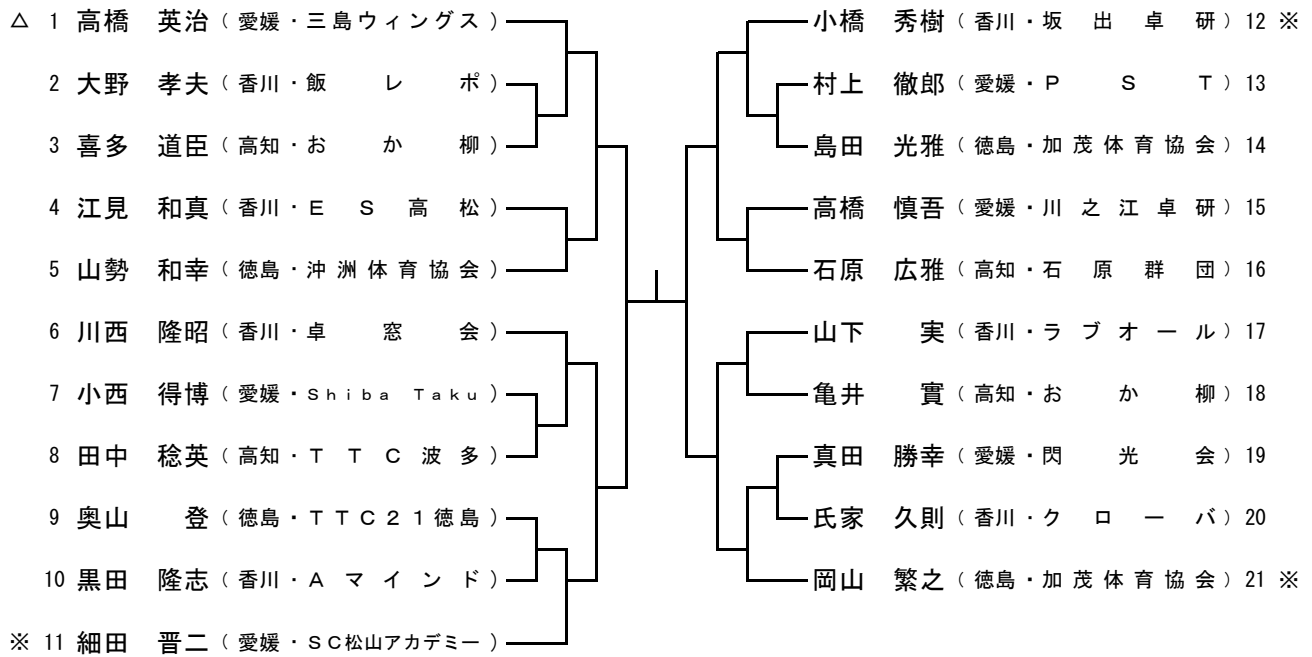 △ 1 高橋 英治 (愛媛・三島ウィングス)
2 大野 孝夫 (香川・飯レポ)
3 喜多 道臣 (高知・おか柳)
4 江見 和真 (香川・ES高松)
5 山勢 和幸 (徳島・沖洲体育協会)
6 川西 隆昭 (香川・卓窓会)
7 小西 得博 (愛媛・Shiba Taku)
8 田中 稔英 (高知・TTC波多)
9 奥山 登 (徳島・TTC21徳島)
10 黒田 隆志 (香川・Aマインド)
※ 11 細田 晋二 (愛媛・SC松山アカデミー)
小橋 秀樹 (香川・坂出卓研) 12 ※
村上 徹郎 (愛媛・PST) 13
島田 光雅 (徳島・加茂体育協会) 14
高橋 慎吾 (愛媛・川之江卓研) 15
石原 広雅 (高知・石原群団) 16
山下 実 (香川・ラブオール) 17
亀井 實 (高知・おか柳) 18
真田 勝幸 (愛媛・閃光会) 19
氏家 久則 (香川・クローバ) 20
岡山 繁之 (徳島・加茂体育協会) 21 ※